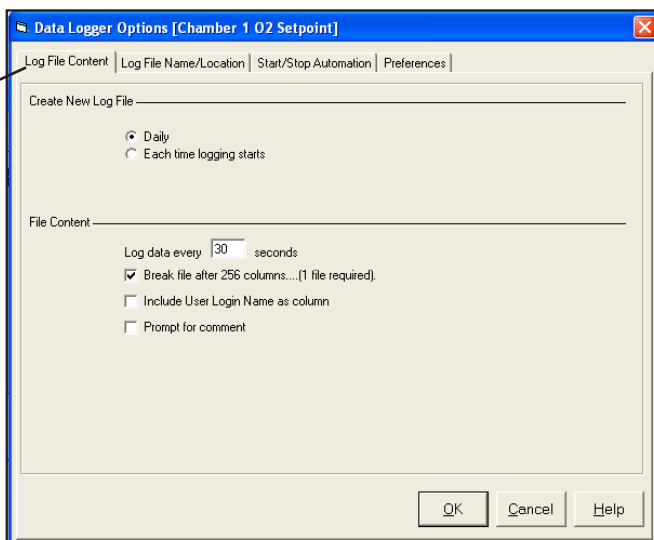 Data Logger Options [Chamber 1 O2 Setpoint]
Log File Content Log File Name/Location Start/Stop Automation Preferences
Create New Log File
Daily
Each time logging starts
File Content
Log data every 30 seconds
Break file after 256 columns....(1 file required).
Include User Login Name as column
Prompt for comment
OK Cancel Help